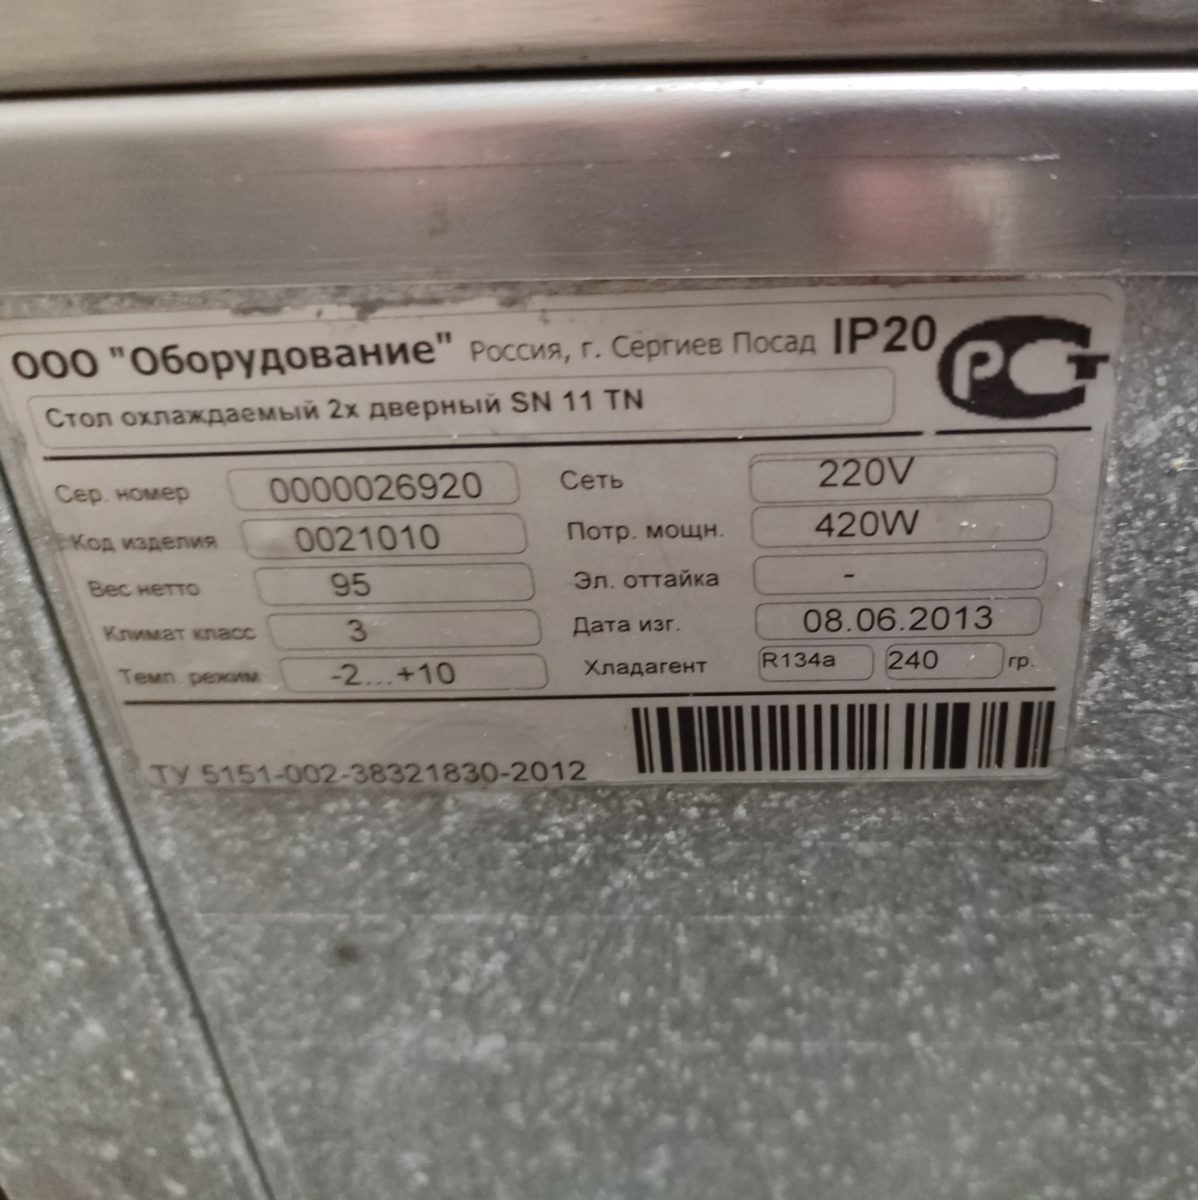 ООО "Оборудование" Россия, г. Сергиев Посад IP20 РСТ
Стол охлаждаемый 2х дверный SN 11 TN
Сер. номер 0000026920 Сеть 220V
Код изделия 0021010 Потр. мощн. 420W
Вес нетто 95 Эл. оттайка -
Климат класс 3 Дата изг. 08.06.2013
Темп. режим -2...+10 Хладагент R134a 240 гр.
ТУ 5151-002-38321830-2012